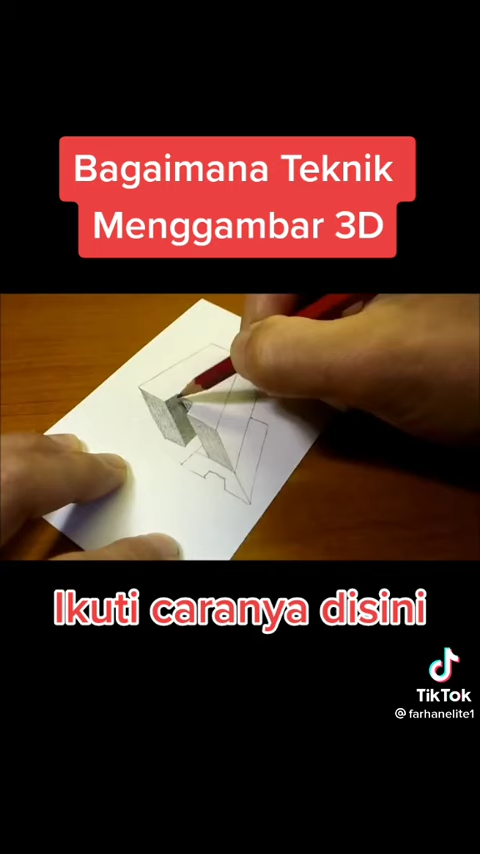 Bagaimana Teknik
Menggambar 3D
Ikuti caranya disini
TikTok
@farhanelite1